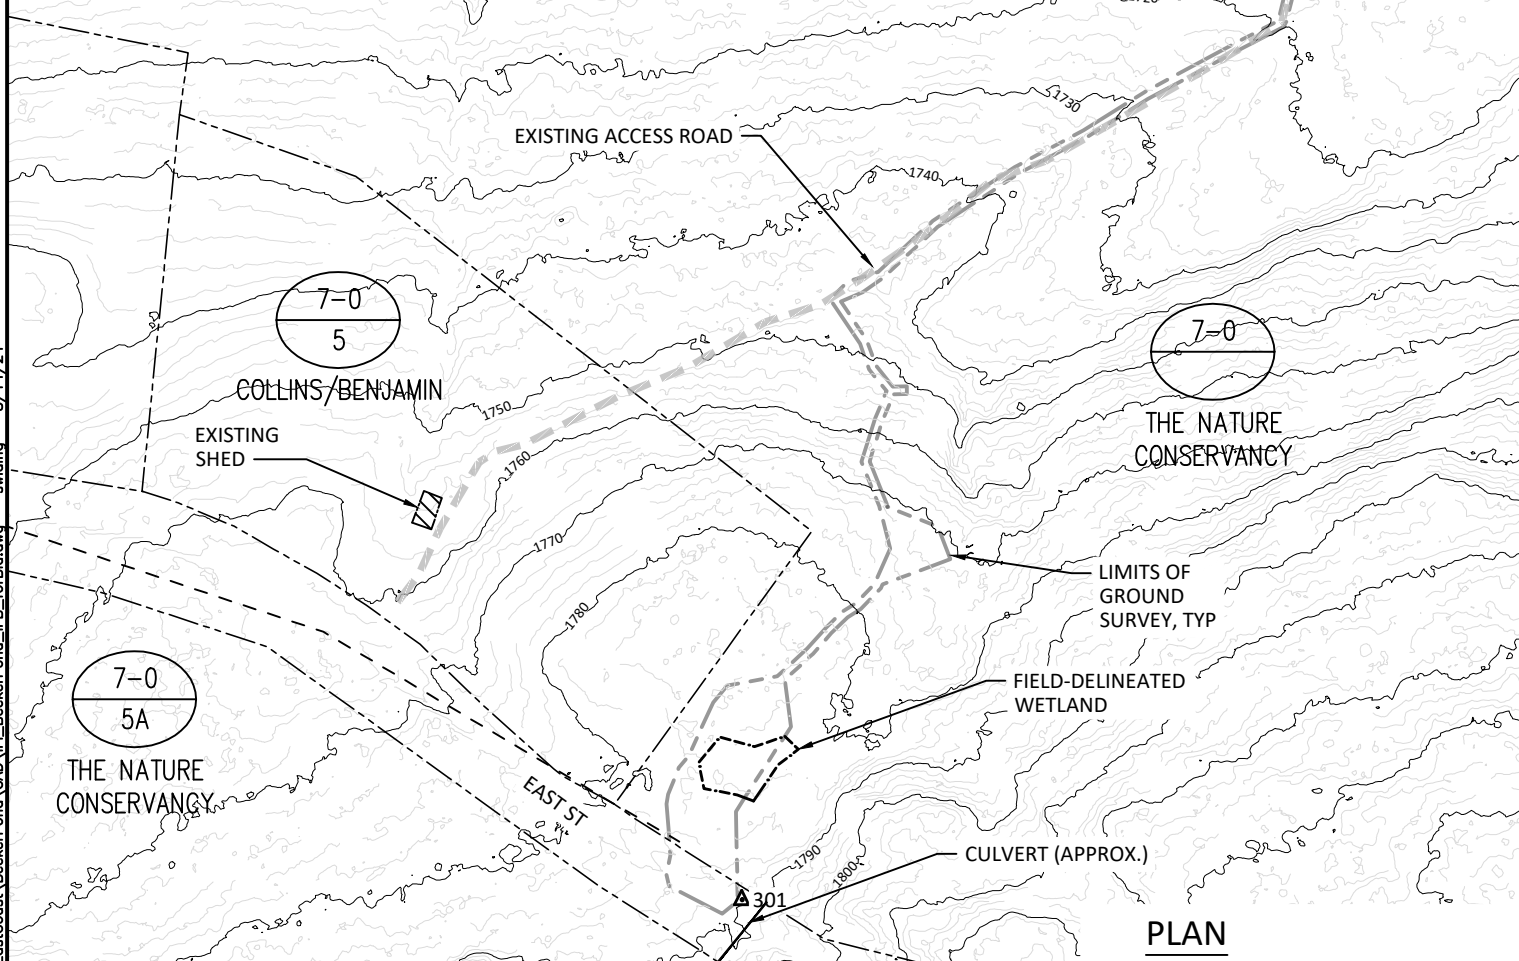 1730
EXISTING ACCESS ROAD
1740
7-0
5
COLLINS/BENJAMIN
7-0
THE NATURE
CONSERVANCY
1750
EXISTING
SHED
1760
1770
1780
LIMITS OF
GROUND
SURVEY, TYP
7-0
5A
THE NATURE
CONSERVANCY
FIELD-DELINEATED
WETLAND
EAST ST
1790
1800
CULVERT (APPROX.)
301
PLAN